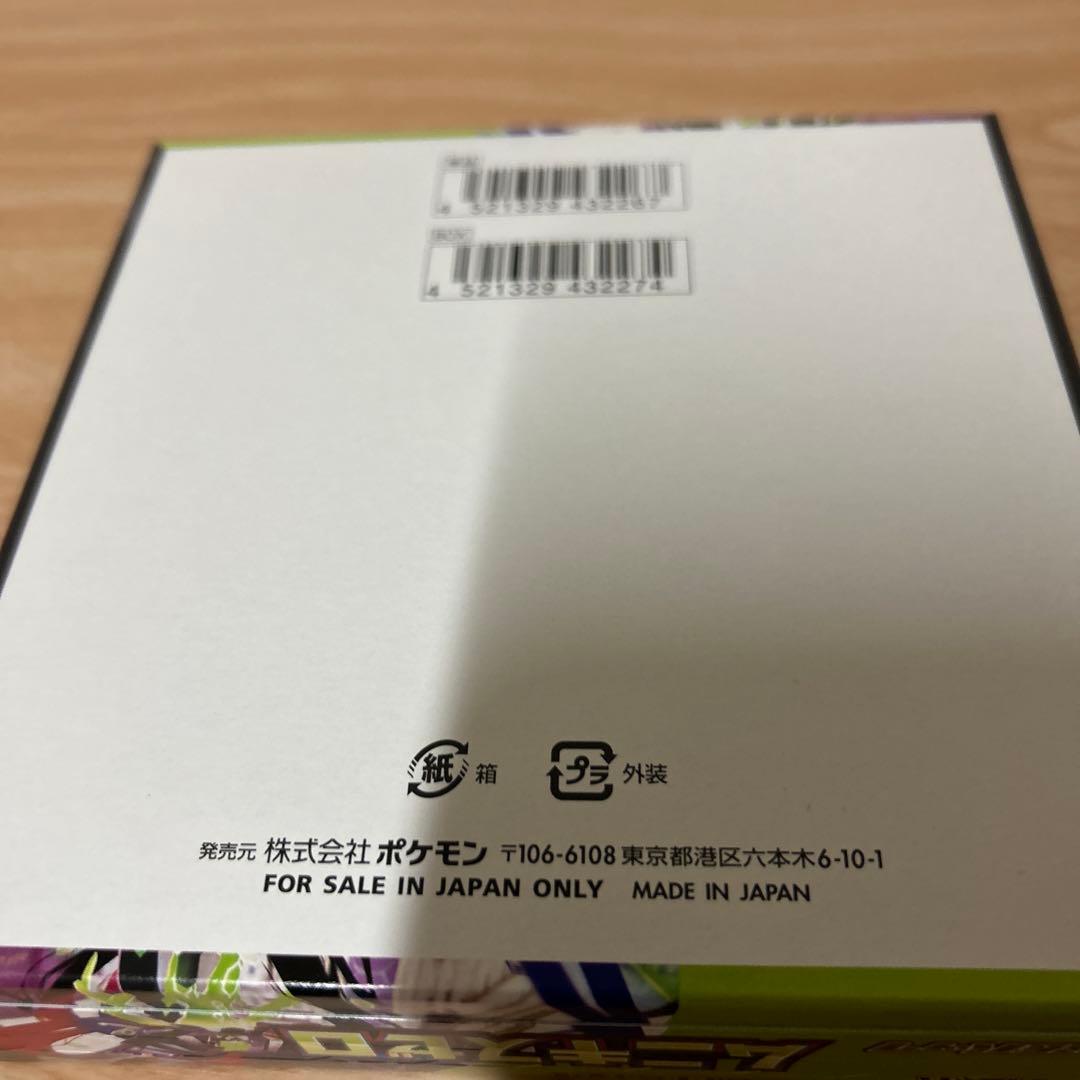 4 521329 432267
BOX
4 521329 432274
紙 箱 プラ 外装
発売元 株式会社 ポケモン 〒106-6108 東京都港区六本木6-10-1
FOR SALE IN JAPAN ONLY MADE IN JAPAN